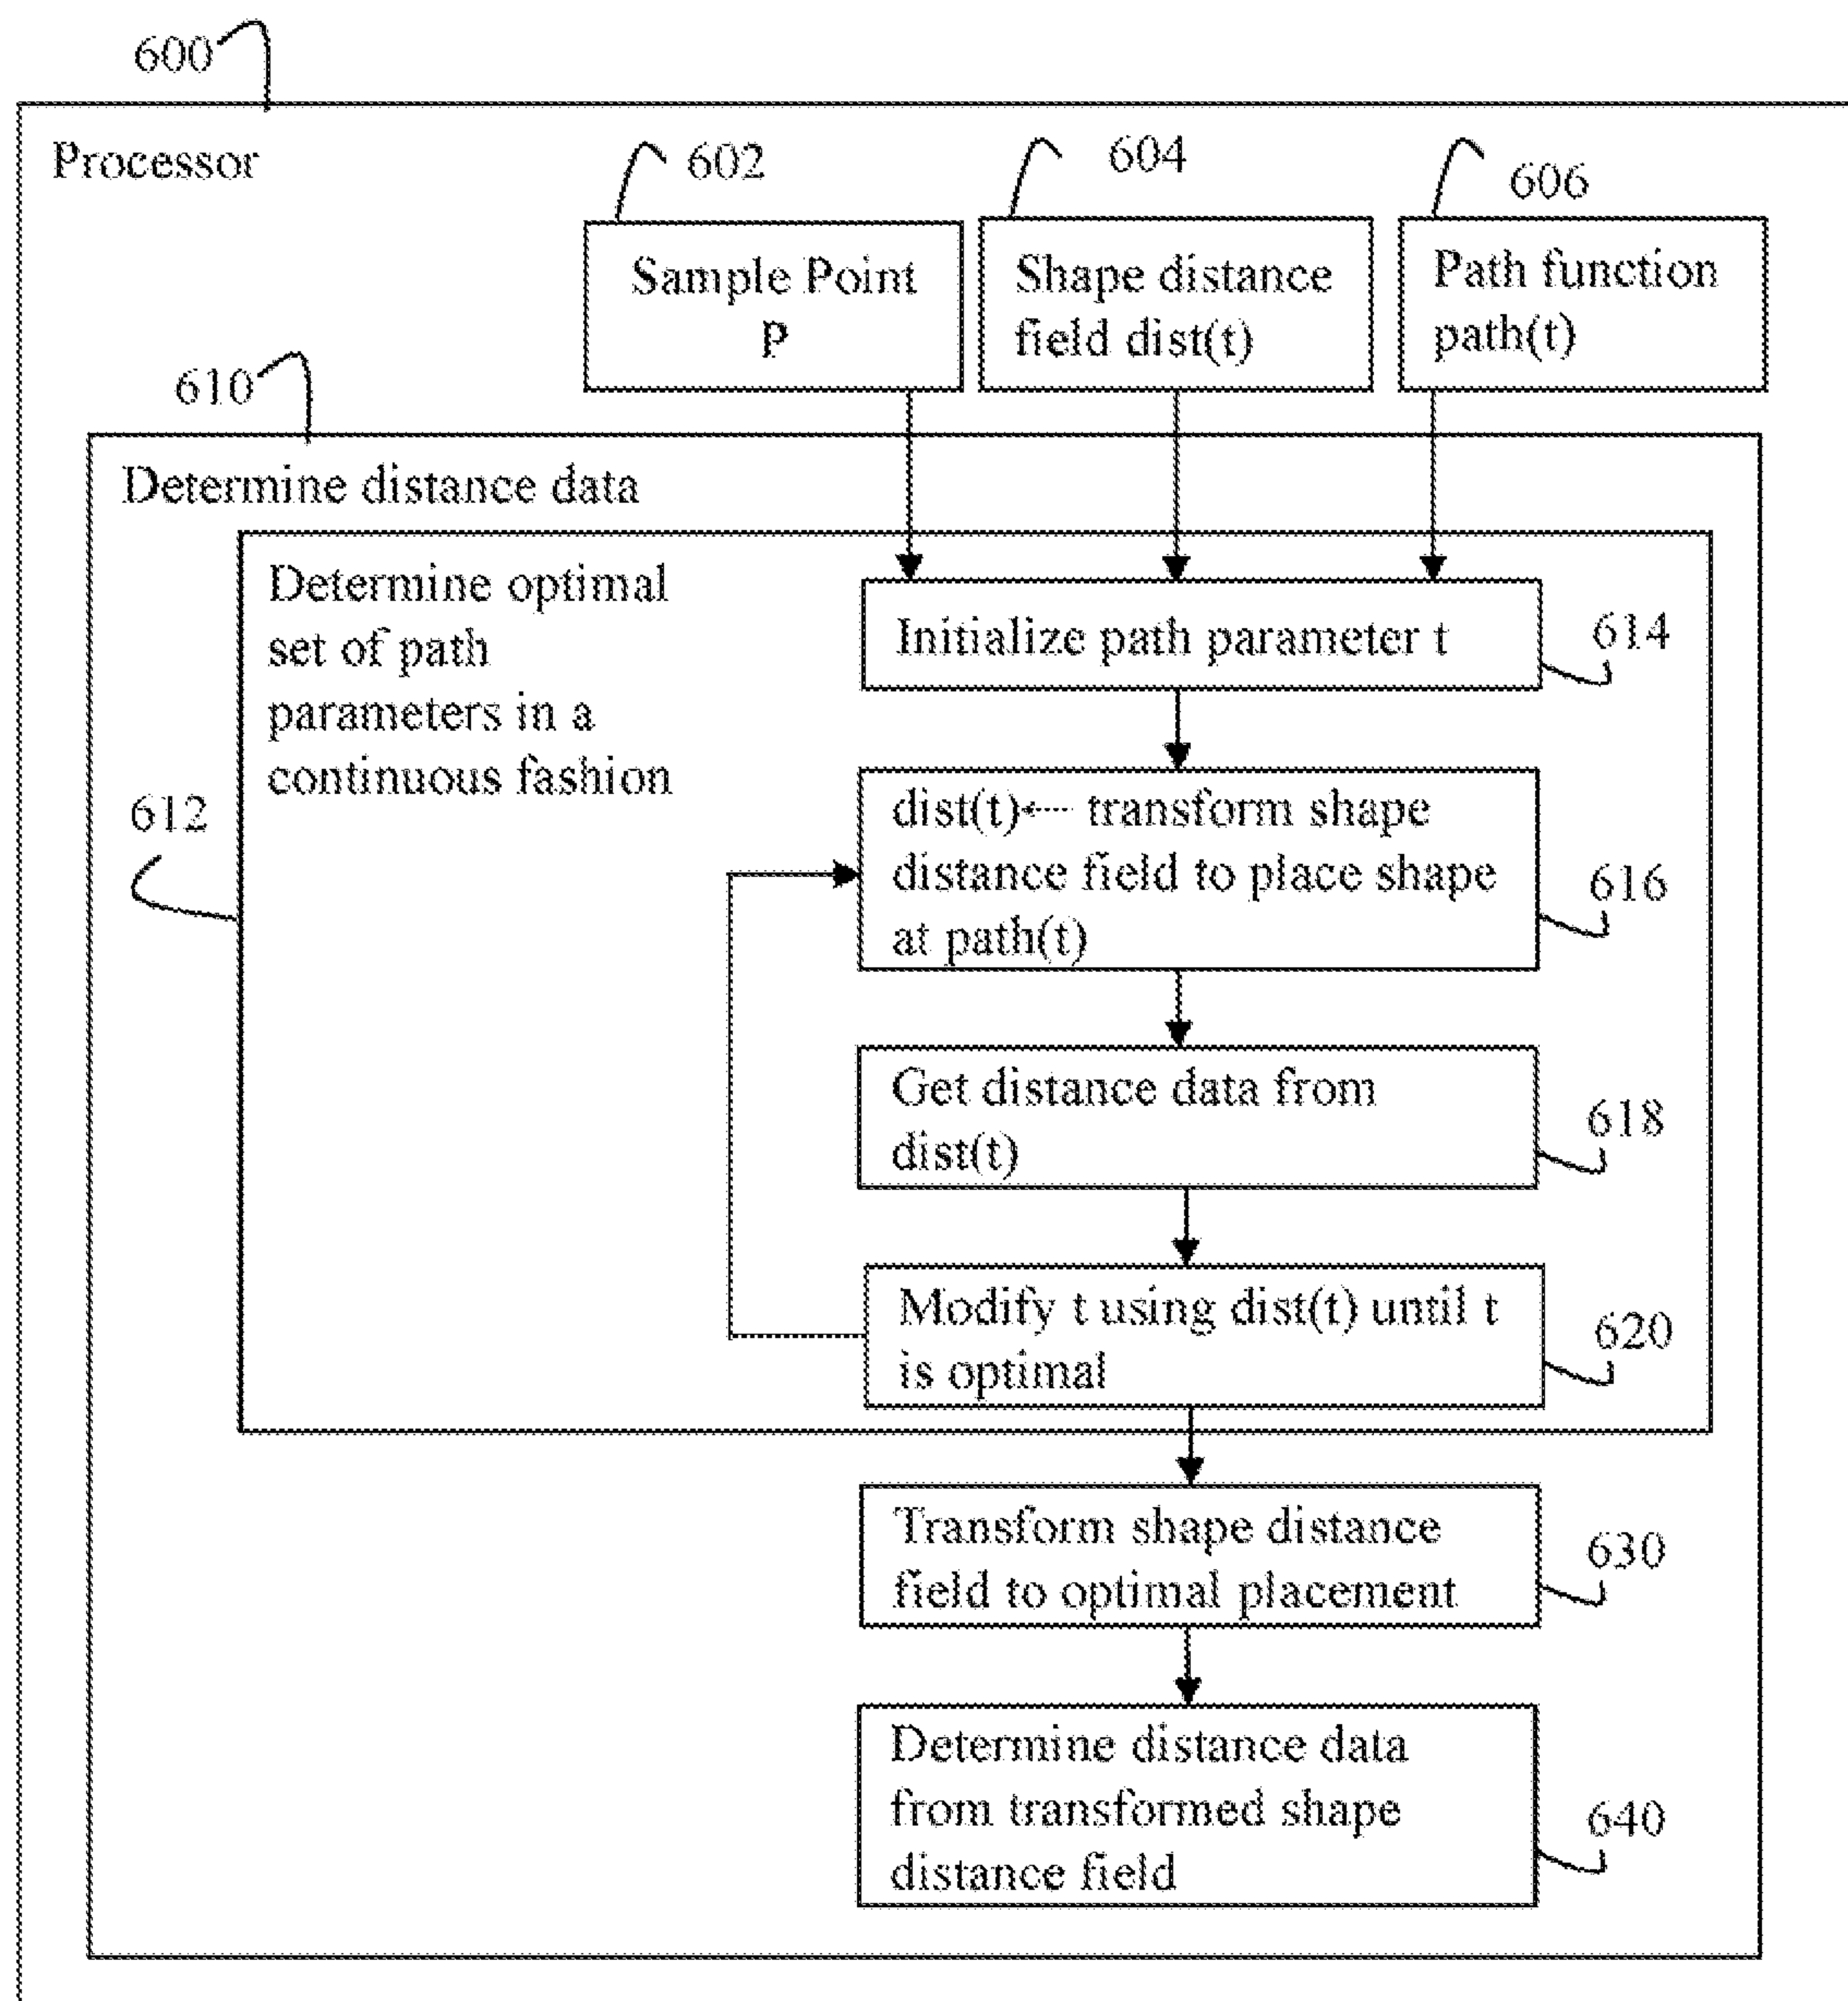 600
Processor
602
604
606
Sample Point
p
Shape distance
field dist(t)
Path function
path(t)
610
Determine distance data
Determine optimal
set of path
parameters in a
continuous fashion
612
Initialize path parameter t
614
dist(t)← transform shape
distance field to place shape
at path(t)
616
Get distance data from
dist(t)
618
Modify t using dist(t) until t
is optimal
620
Transform shape distance
field to optimal placement
630
Determine distance data
from transformed shape
distance field
640